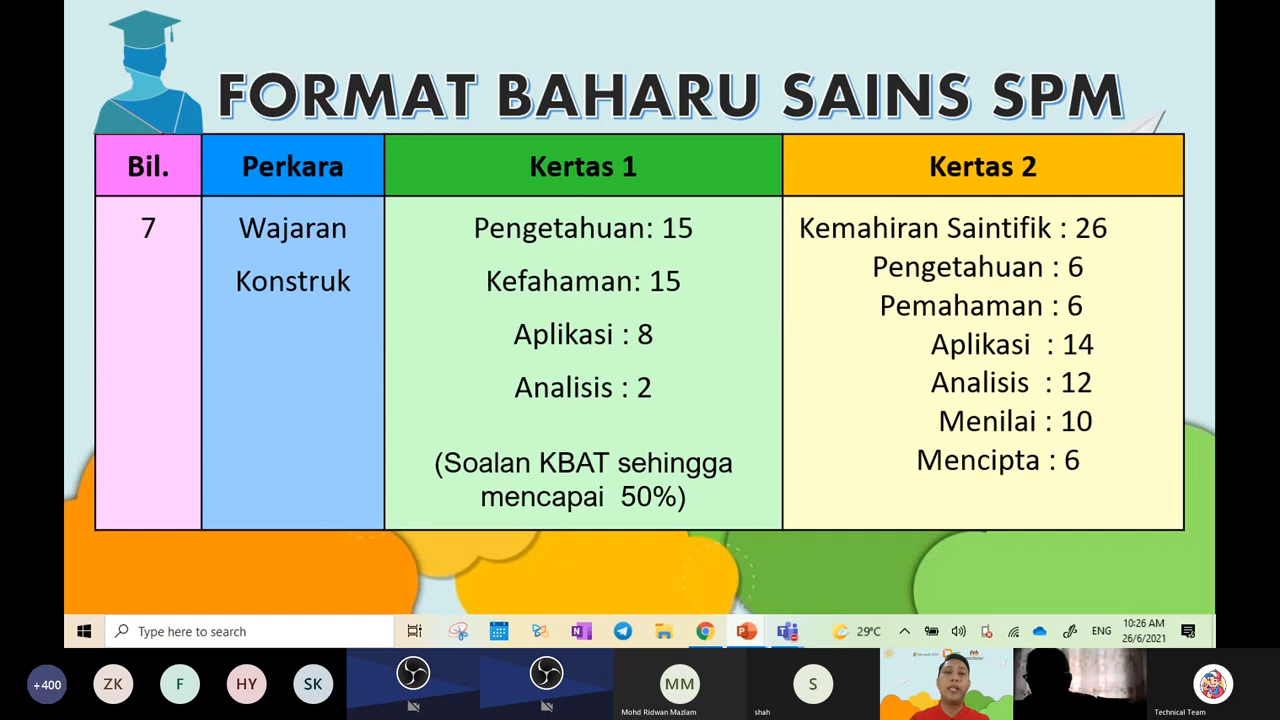 FORMAT BAHARU SAINS SPM
Bil.
Perkara
Kertas 1
Kertas 2
7
Wajaran
Konstruk
Pengetahuan: 15
Kefahaman: 15
Aplikasi : 8
Analisis : 2
(Soalan KBAT sehingga
mencapai 50%)
Kemahiran Saintifik : 26
Pengetahuan : 6
Pemahaman : 6
Aplikasi : 14
Analisis : 12
Menilai : 10
Mencipta : 6
Type here to search
29°C
ENG
10:26 AM
26/6/2021
+400
ZK
F
HY
SK
MM
Mohd Ridwan Mazlam
S
shah
Technical Team